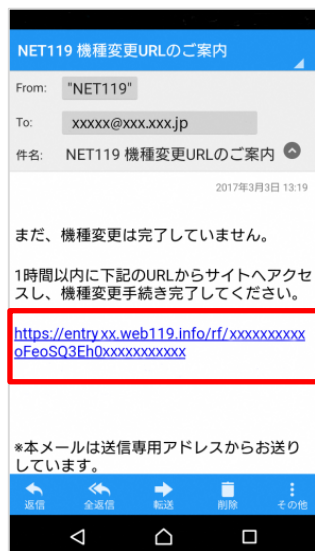 NET119 機種変更URLのご案内
From: "NET119"
To: xxxxx@xxx.xxx.jp
件名: NET119 機種変更URLのご案内
2017年3月3日 13:19
まだ、機種変更は完了していません。
1時間以内に下記のURLからサイトへアクセ
スし、機種変更手続き完了してください。
https://entryxx.web119.info/rf/xxxxxxxxxx
oFeoSQ3Eh0xxxxxxxxxxx
*本メールは送信専用アドレスからお送り
しています。
返信 全返信 転送 削除 その他